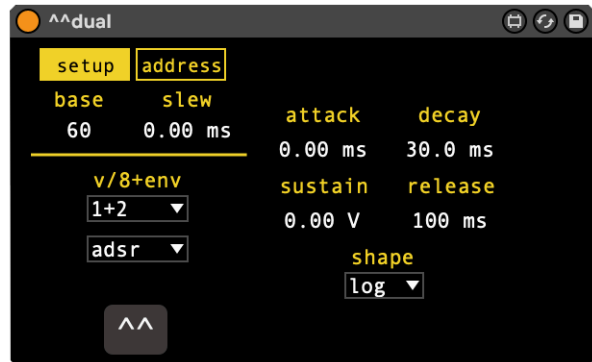 ^^dual
setup address
base slew
60 0.00 ms
v/8+env
1+2 ▼
adsr ▼
^^
attack decay
0.00 ms 30.0 ms
sustain release
0.00 V 100 ms
shape
log ▼